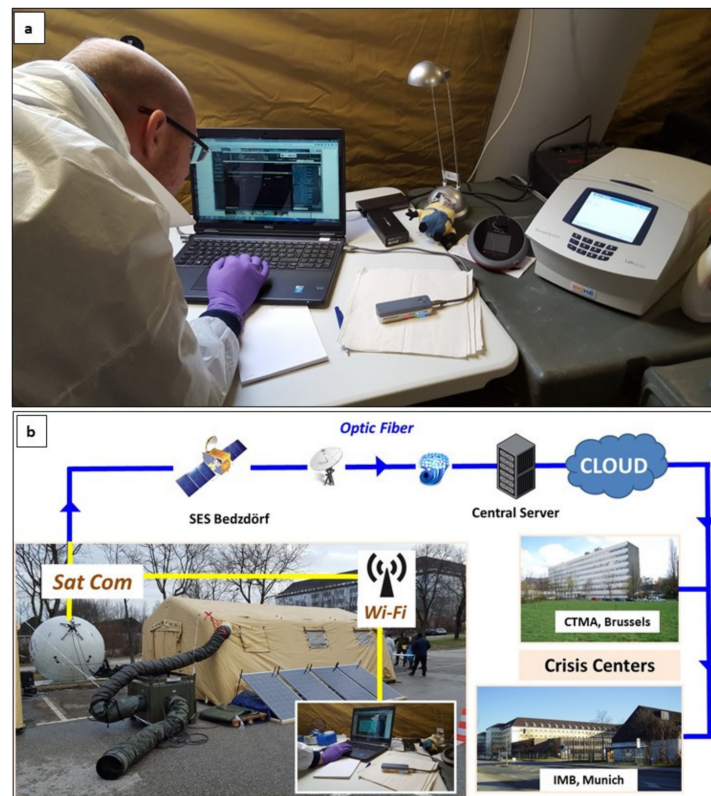 a
DELL
b
Optic Fiber
SES Bedzdörf
Central Server
CLOUD
Sat Com
Wi-Fi
CTMA, Brussels
Crisis Centers
IMB, Munich